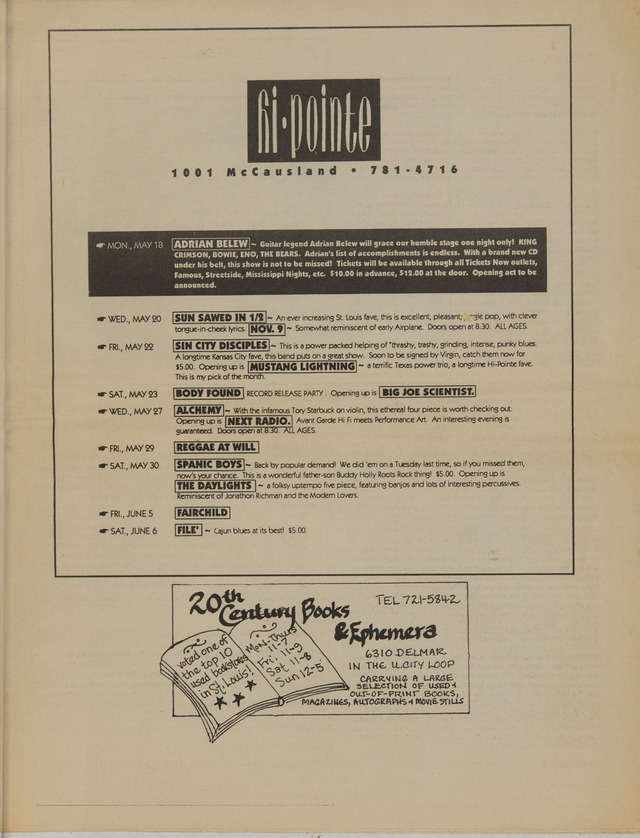 hi·pointe
1001 McCausland • 781-4716
☛ MON., MAY 18 ADRIAN BELEW ~ Guitar legend Adrian Belew will grace our humble stage one night only! KING
CRIMSON, BOWIE, ENO, THE BEARS. Adrian's list of accomplishments is endless. With a brand new CD
under his belt, this show is not to be missed! Tickets will be available through all Tickets Now outlets,
Famous, Streetside, Mississippi Nights, etc. $10.00 in advance, $12.00 at the door. Opening act to be
announced.
☛ WED., MAY 20 SUN SAWED IN 1/2 ~ An ever increasing St. Louis fave, this is excellent, pleasant, pop, with clever
tongue-in-cheek lyrics. NOV. 9 ~ Somewhat reminiscent of early Airplane. Doors open at 8:30. ALL AGES.
☛ FRI., MAY 22 SIN CITY DISCIPLES ~ This is a power packed helping of "thrashy, trashy, grinding, intense, punky blues.
A longtime Kansas City fave, this band puts on a great show. Soon to be signed by Virgin, catch them now for
$5.00. Opening up is MUSTANG LIGHTNING ~ a terrific Texas power trio, a longtime Hi-Pointe fave.
This is my pick of the month.
☛ SAT., MAY 23 BODY FOUND RECORD RELEASE PARTY. Opening up is BIG JOE SCIENTIST.
☛ WED., MAY 27 ALCHEMY ~ With the infamous Tory Starbuck on violin, this ethereal four piece is worth checking out.
Opening up is NEXT RADIO. Avant Garde Hi Fi meets Performance Art. An interesting evening is
guaranteed. Doors open at 8:30. ALL AGES.
☛ FRI., MAY 29 REGGAE AT WILL
☛ SAT., MAY 30 SPANIC BOYS ~ Back by popular demand! We did 'em on a Tuesday last time, so if you missed them,
now's your chance. This is a wonderful father-son Buddy Holly Roots Rock thing! $5.00. Opening up is
THE DAYLIGHTS ~ a folksy uptempo five piece, featuring banjos and lots of interesting percussives.
Reminiscent of Jonathon Richman and the Modern Lovers.
☛ FRI., JUNE 5 FAIRCHILD
☛ SAT., JUNE 6 FILE' ~ Cajun blues at its best! $5.00.
20th
Century Books
& Ephemera
TEL 721-5842
6310 DELMAR
IN THE U.CITY LOOP
CARRYING A LARGE
SELECTION OF USED &
OUT-OF-PRINT BOOKS,
MAGAZINES, AUTOGRAPHS & MOVIE STILLS
voted one of
the top 10
used bookstores
in St. Louis!
Mon-Thurs
11-7
Fri. 11-9
Sat 11-8
Sun 12-5